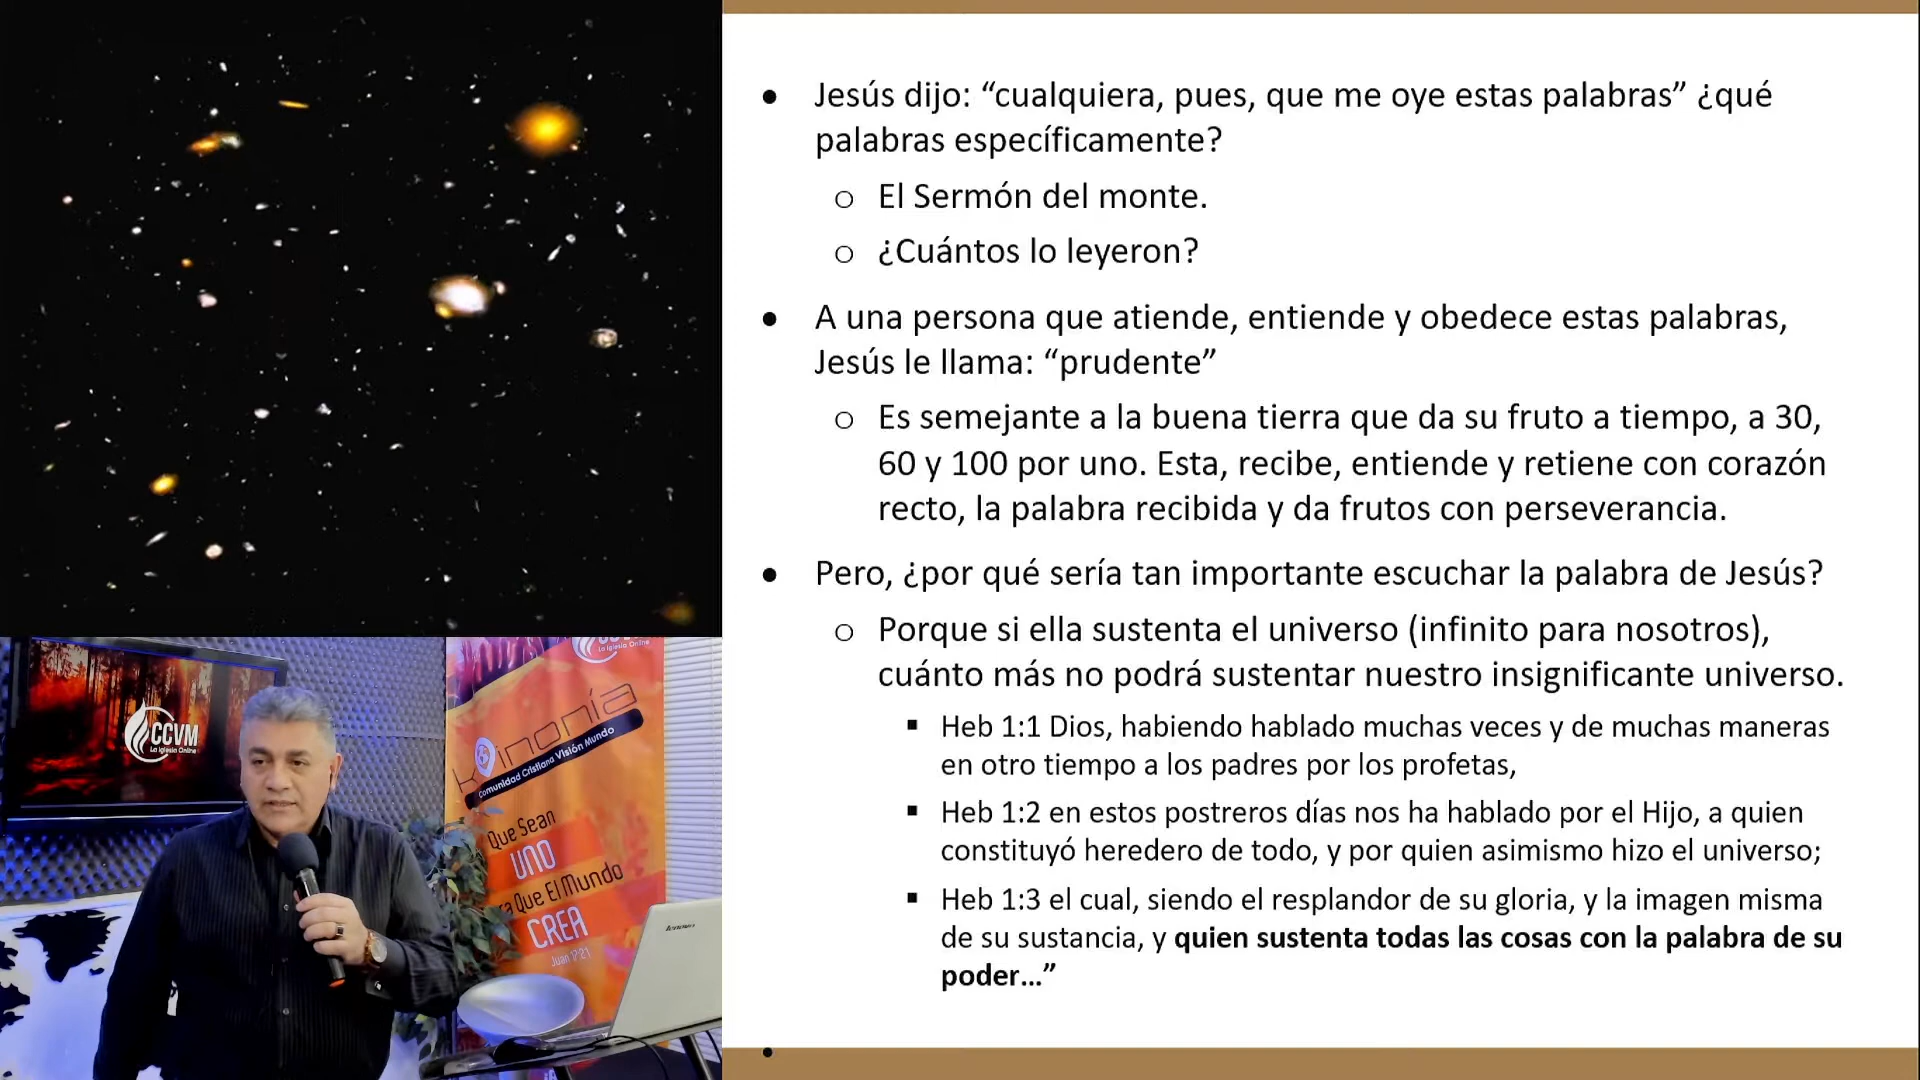 Jesús dijo: “cualquiera, pues, que me oye estas palabras” ¿qué
palabras específicamente?
El Sermón del monte.
¿Cuántos lo leyeron?
A una persona que atiende, entiende y obedece estas palabras,
Jesús le llama: “prudente”
Es semejante a la buena tierra que da su fruto a tiempo, a 30,
60 y 100 por uno. Esta, recibe, entiende y retiene con corazón
recto, la palabra recibida y da frutos con perseverancia.
Pero, ¿por qué sería tan importante escuchar la palabra de Jesús?
Porque si ella sustenta el universo (infinito para nosotros),
cuánto más no podrá sustentar nuestro insignificante universo.
Heb 1:1 Dios, habiendo hablado muchas veces y de muchas maneras
en otro tiempo a los padres por los profetas,
Heb 1:2 en estos postreros días nos ha hablado por el Hijo, a quien
constituyó heredero de todo, y por quien asimismo hizo el universo;
Heb 1:3 el cual, siendo el resplandor de su gloria, y la imagen misma
de su sustancia, y quien sustenta todas las cosas con la palabra de su
poder…”
CCVM
La Iglesia Online
La Iglesia Online
koinonía
Comunidad Cristiana Visión Mundo
Que Sean
UNO
Que El Mundo
CREA
Juan 17:21
lenovo